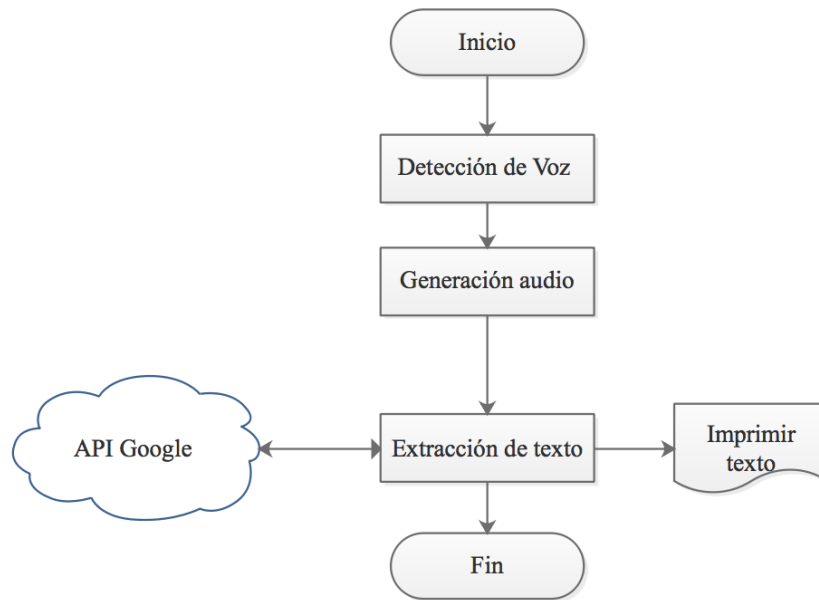 Inicio
Detección de Voz
Generación audio
API Google
Extracción de texto
Imprimir
texto
Fin